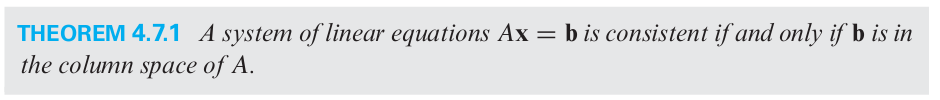 THEOREM 4.7.1 A system of linear equations Ax = b is consistent if and only if b is in
the column space of A.